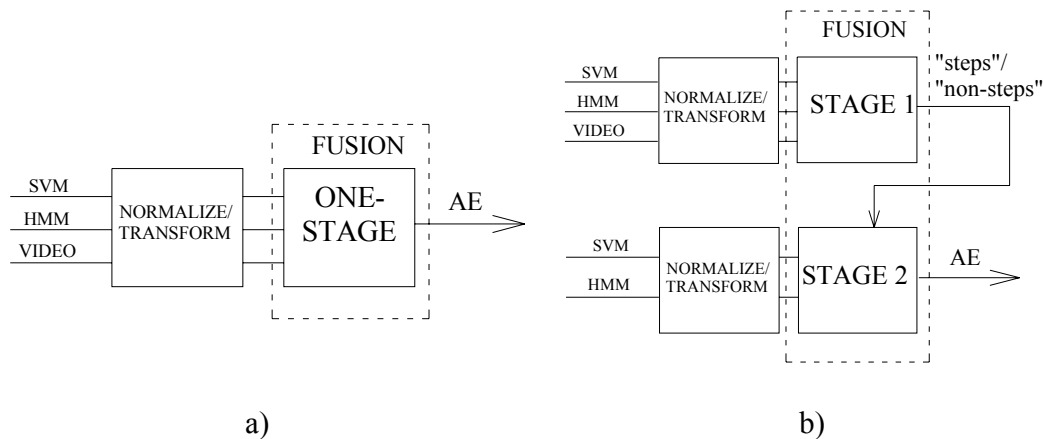 FUSION
SVM
HMM
VIDEO
NORMALIZE/
TRANSFORM
ONE-
STAGE
AE
a)
FUSION
SVM
HMM
VIDEO
NORMALIZE/
TRANSFORM
STAGE 1
"steps"/
"non-steps"
SVM
HMM
NORMALIZE/
TRANSFORM
STAGE 2
AE
b)